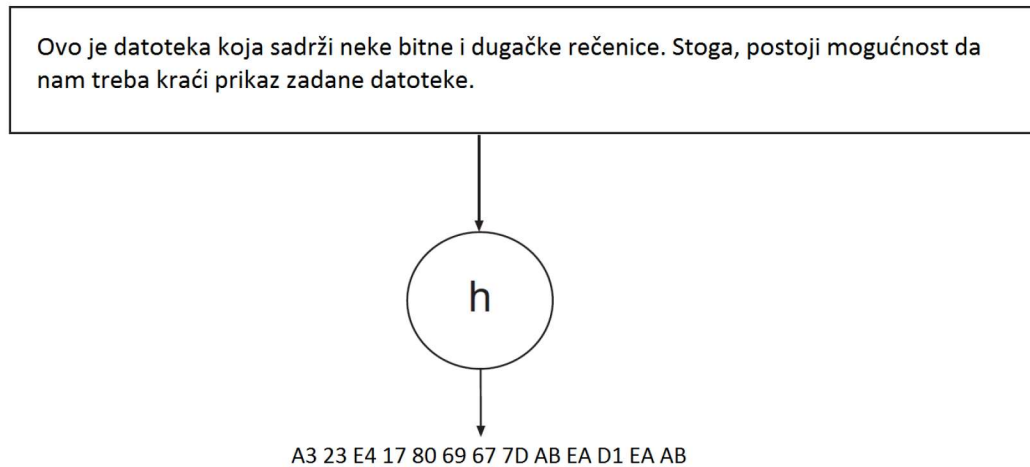 Ovo je datoteka koja sadrži neke bitne i dugačke rečenice. Stoga, postoji mogućnost da
nam treba kraći prikaz zadane datoteke.
h
A3 23 E4 17 80 69 67 7D AB EA D1 EA AB